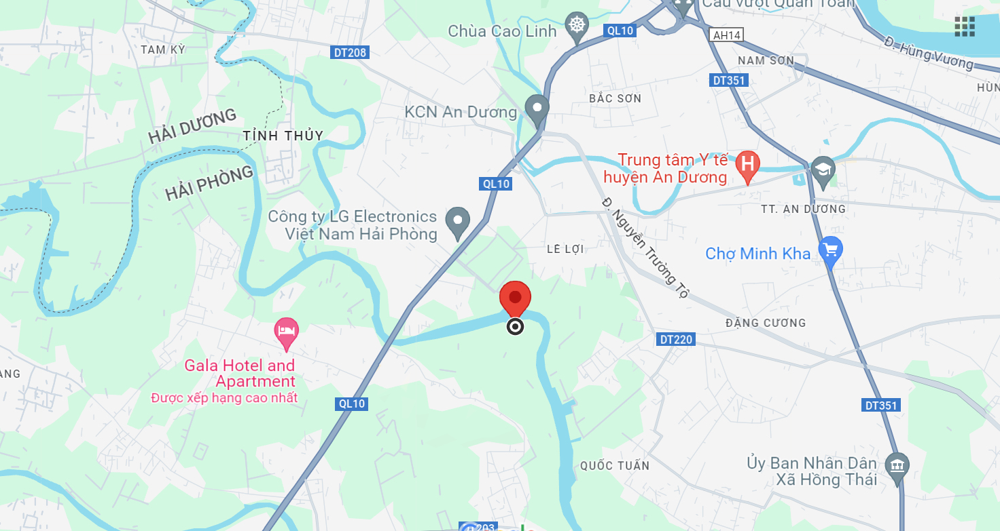 Cầu vượt Quán Toan
Chùa Cao Linh
QL10
AH14
TAM KỲ
DT208
Đ. Hùng Vương
NAM SƠN
DT351
HÙN
BẮC SƠN
KCN An Dương
HẢI DƯƠNG
TỈNH THỦY
HẢI PHÒNG
Trung tâm Y tế
huyện An Dương
QL10
TT. AN DƯƠNG
Công ty LG Electronics
Việt Nam Hải Phòng
Đ. Nguyễn Trường Tộ
LÊ LỢI
Chợ Minh Kha
ĐẶNG CƯƠNG
DT220
Gala Hotel and
Apartment
Được xếp hạng cao nhất
ANG
QL10
DT351
QUỐC TUẤN
Ủy Ban Nhân Dân
Xã Hồng Thái
203